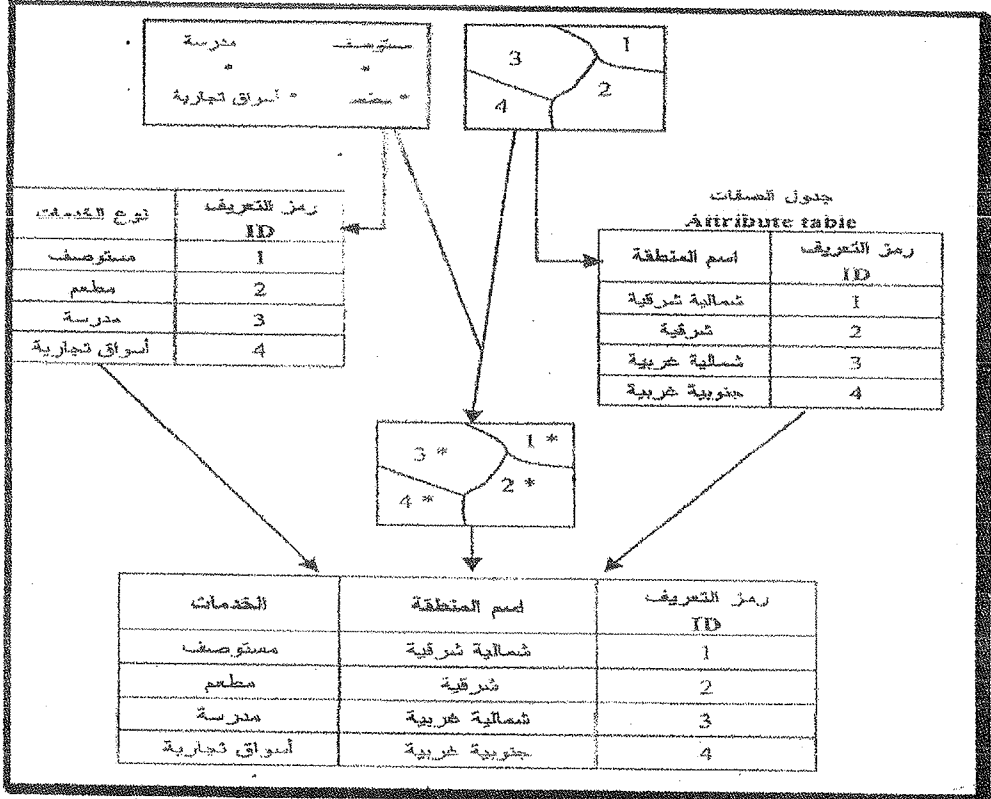 1
3
2
4
مستوصف مدرسة
* *
* مطعم * أسواق تجارية
جدول الصفات
Attribute table
رمز التعريف ID اسم المنطقة
1 شمالية شرقية
2 شرقية
3 شمالية غربية
4 جنوبية غربية
رمز التعريف ID نوع الخدمات
1 مستوصف
2 مطعم
3 مدرسة
4 أسواق تجارية
1 *
3 *
2 *
4 *
رمز التعريف ID اسم المنطقة الخدمات
1 شمالية شرقية مستوصف
2 شرقية مطعم
3 شمالية غربية مدرسة
4 جنوبية غربية أسواق تجارية